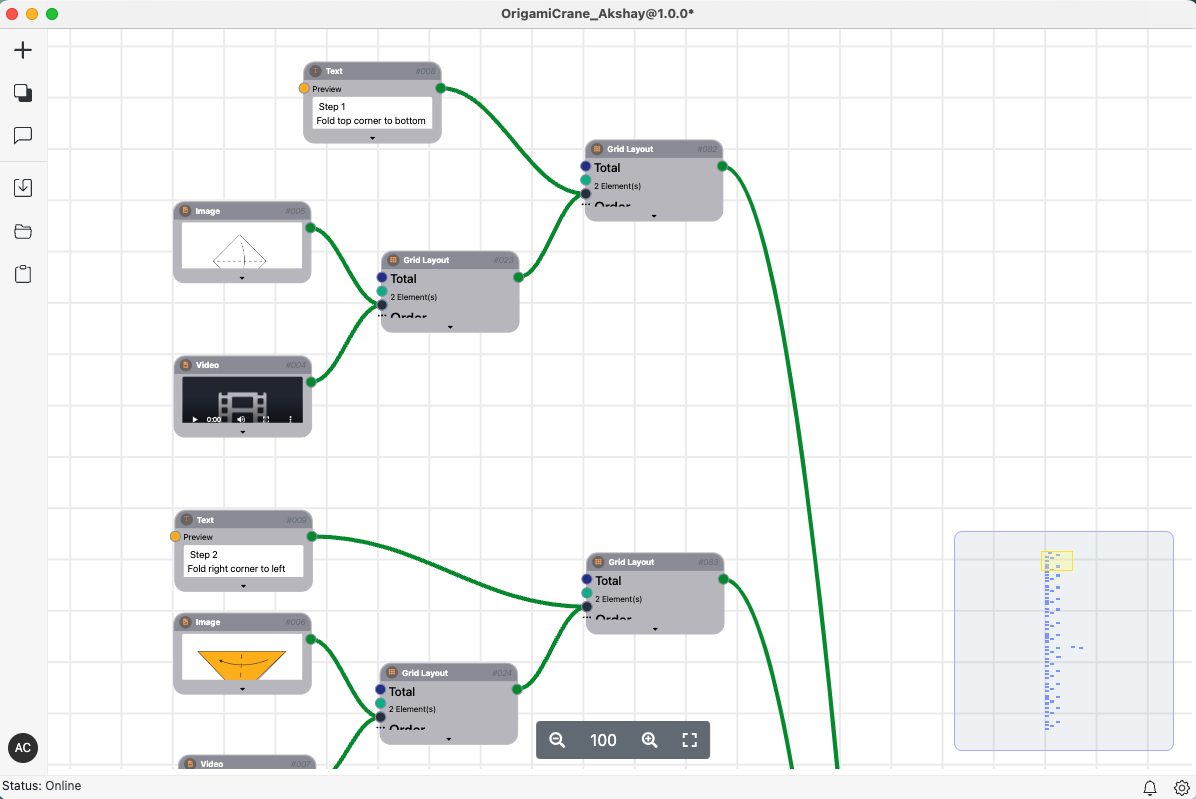 OrigamiCrane_Akshay@1.0.0*
Text #008
Preview
Step 1
Fold top corner to bottom
Grid Layout #082
Total
2 Element(s)
Order
Image #005
Grid Layout #023
Total
2 Element(s)
Order
Video #004
0:00
Text #009
Preview
Step 2
Fold right corner to left
Grid Layout #083
Total
2 Element(s)
Order
Image #006
Grid Layout #024
Total
2 Element(s)
Order
100
Video #007
AC
Status: Online